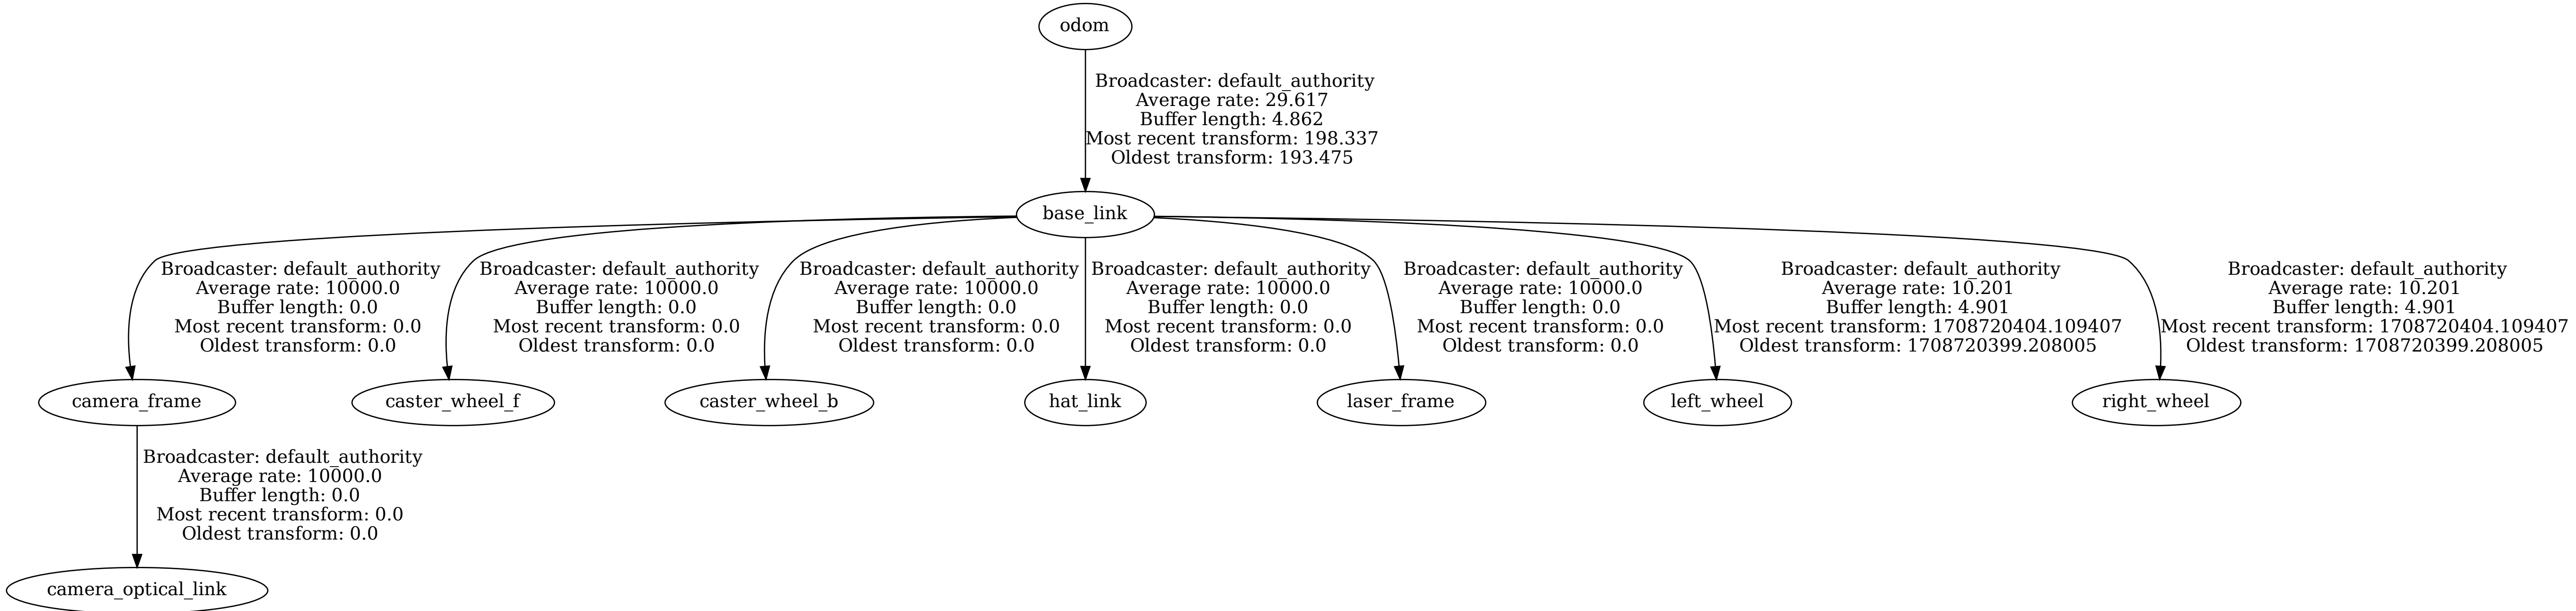 odom
Broadcaster: default_authority
Average rate: 29.617
Buffer length: 4.862
Most recent transform: 198.337
Oldest transform: 193.475
base_link
Broadcaster: default_authority
Average rate: 10000.0
Buffer length: 0.0
Most recent transform: 0.0
Oldest transform: 0.0
Broadcaster: default_authority
Average rate: 10000.0
Buffer length: 0.0
Most recent transform: 0.0
Oldest transform: 0.0
Broadcaster: default_authority
Average rate: 10000.0
Buffer length: 0.0
Most recent transform: 0.0
Oldest transform: 0.0
Broadcaster: default_authority
Average rate: 10000.0
Buffer length: 0.0
Most recent transform: 0.0
Oldest transform: 0.0
Broadcaster: default_authority
Average rate: 10000.0
Buffer length: 0.0
Most recent transform: 0.0
Oldest transform: 0.0
Broadcaster: default_authority
Average rate: 10.201
Buffer length: 4.901
Most recent transform: 1708720404.109407
Oldest transform: 1708720399.208005
Broadcaster: default_authority
Average rate: 10.201
Buffer length: 4.901
Most recent transform: 1708720404.109407
Oldest transform: 1708720399.208005
camera_frame
caster_wheel_f
caster_wheel_b
hat_link
laser_frame
left_wheel
right_wheel
Broadcaster: default_authority
Average rate: 10000.0
Buffer length: 0.0
Most recent transform: 0.0
Oldest transform: 0.0
camera_optical_link